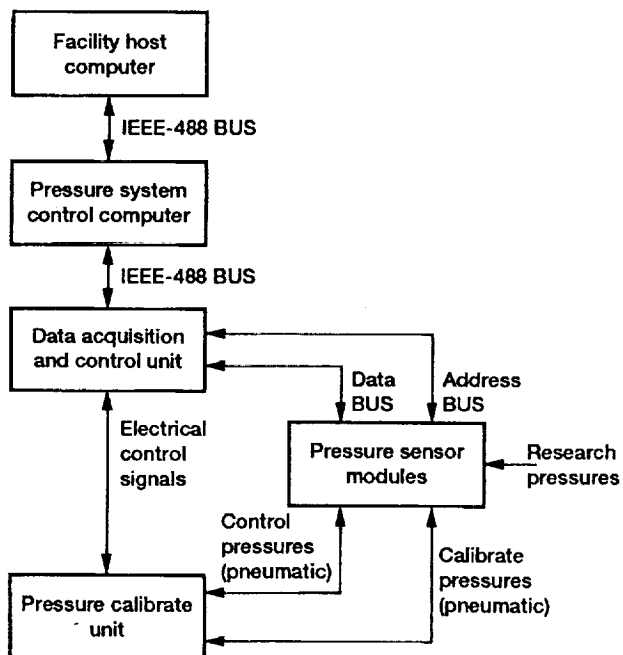 Facility host
computer
IEEE-488 BUS
Pressure system
control computer
IEEE-488 BUS
Data acquisition
and control unit
Data
BUS
Address
BUS
Electrical
control
signals
Pressure sensor
modules
Research
pressures
Control
pressures
(pneumatic)
Calibrate
pressures
(pneumatic)
Pressure calibrate
unit